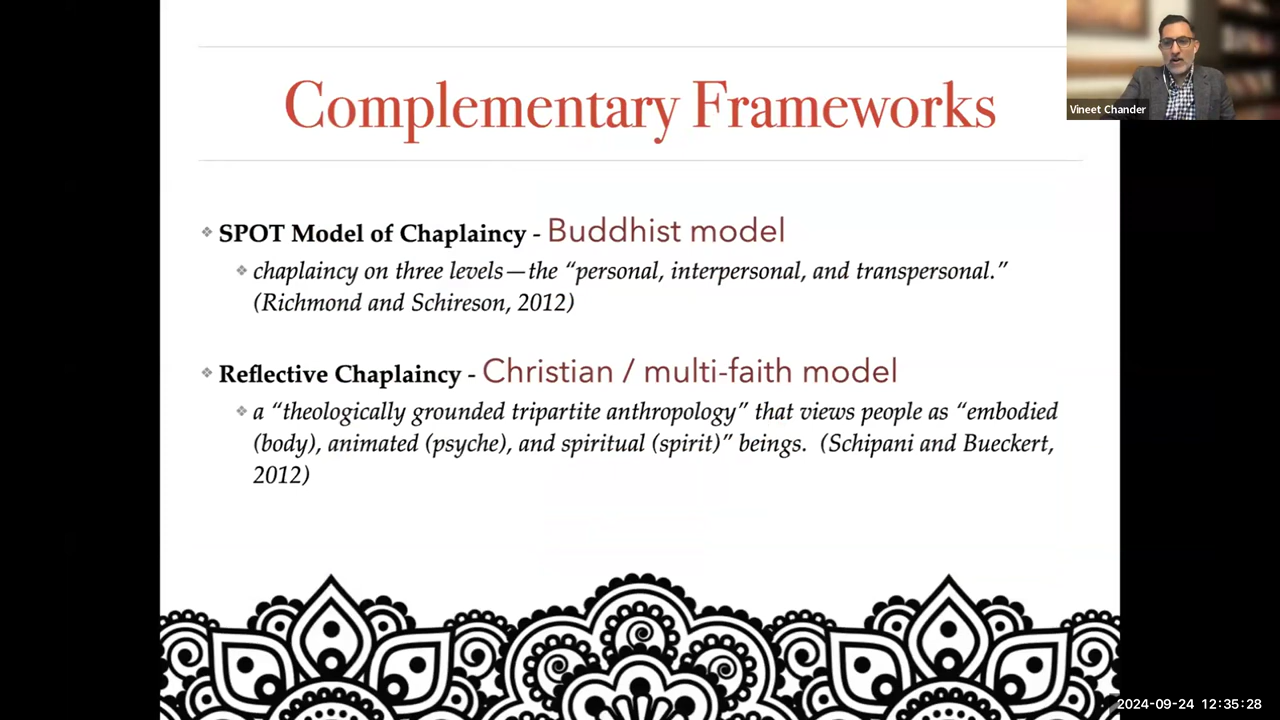 Complementary Frameworks
Vineet Chander
❖ SPOT Model of Chaplaincy - Buddhist model
❖ chaplaincy on three levels—the “personal, interpersonal, and transpersonal.”
(Richmond and Schireson, 2012)
❖ Reflective Chaplaincy - Christian / multi-faith model
❖ a “theologically grounded tripartite anthropology” that views people as “embodied
(body), animated (psyche), and spiritual (spirit)” beings. (Schipani and Bueckert,
2012)
2024-09-24 12:35:28